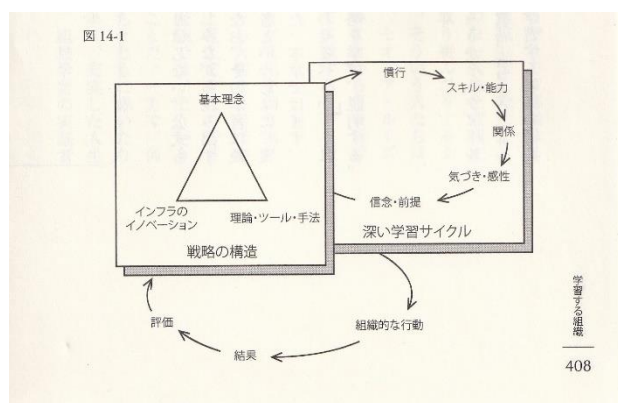 図 14-1
慣行
スキル・能力
基本理念
関係
気づき・感性
信念・前提
インフラの
イノベーション
理論・ツール・手法
深い学習サイクル
戦略の構造
評価
組織的な行動
結果
学習する組織
408